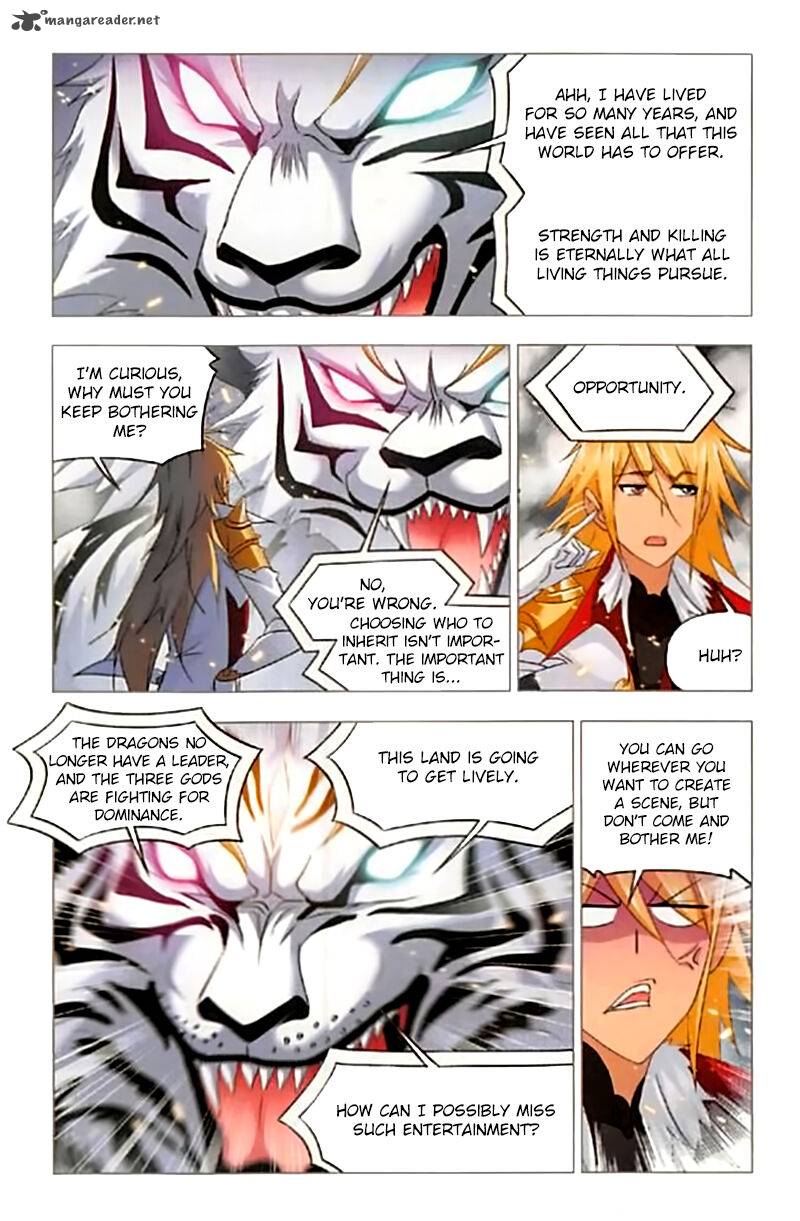 mangareader.net
AHH, I HAVE LIVED
FOR SO MANY YEARS, AND
HAVE SEEN ALL THAT THIS
WORLD HAS TO OFFER.
STRENGTH AND KILLING
IS ETERNALLY WHAT ALL
LIVING THINGS PURSUE.
I'M CURIOUS,
WHY MUST YOU
KEEP BOTHERING
ME?
NO,
YOU'RE WRONG.
CHOOSING WHO TO
INHERIT ISN'T IMPOR-
TANT. THE IMPORTANT
THING IS...
OPPORTUNITY.
HUH?
THE DRAGONS NO
LONGER HAVE A LEADER,
AND THE THREE GODS
ARE FIGHTING FOR
DOMINANCE.
THIS LAND IS GOING
TO GET LIVELY.
HOW CAN I POSSIBLY MISS
SUCH ENTERTAINMENT?
YOU CAN GO
WHEREVER YOU
WANT TO CREATE
A SCENE, BUT
DON'T COME AND
BOTHER ME!